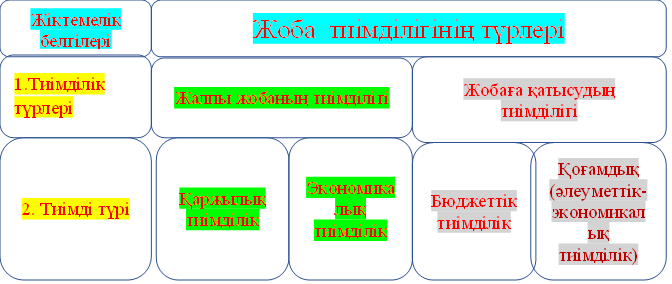 Жіктемелік
белгілері
Жоба тиімділігінің түрлері
1.Тиімділік
түрлері
Жалпы жобаның тиімділігі
Жобаға қатысудың
тиімділігі
2. Тиімді түрі
Қаржылық
тиімділік
Экономика
лық
тиімділік
Бюджеттік
тиімділік
Қоғамдық
(әлеуметтік-
экономикал
ық
тиімділік)